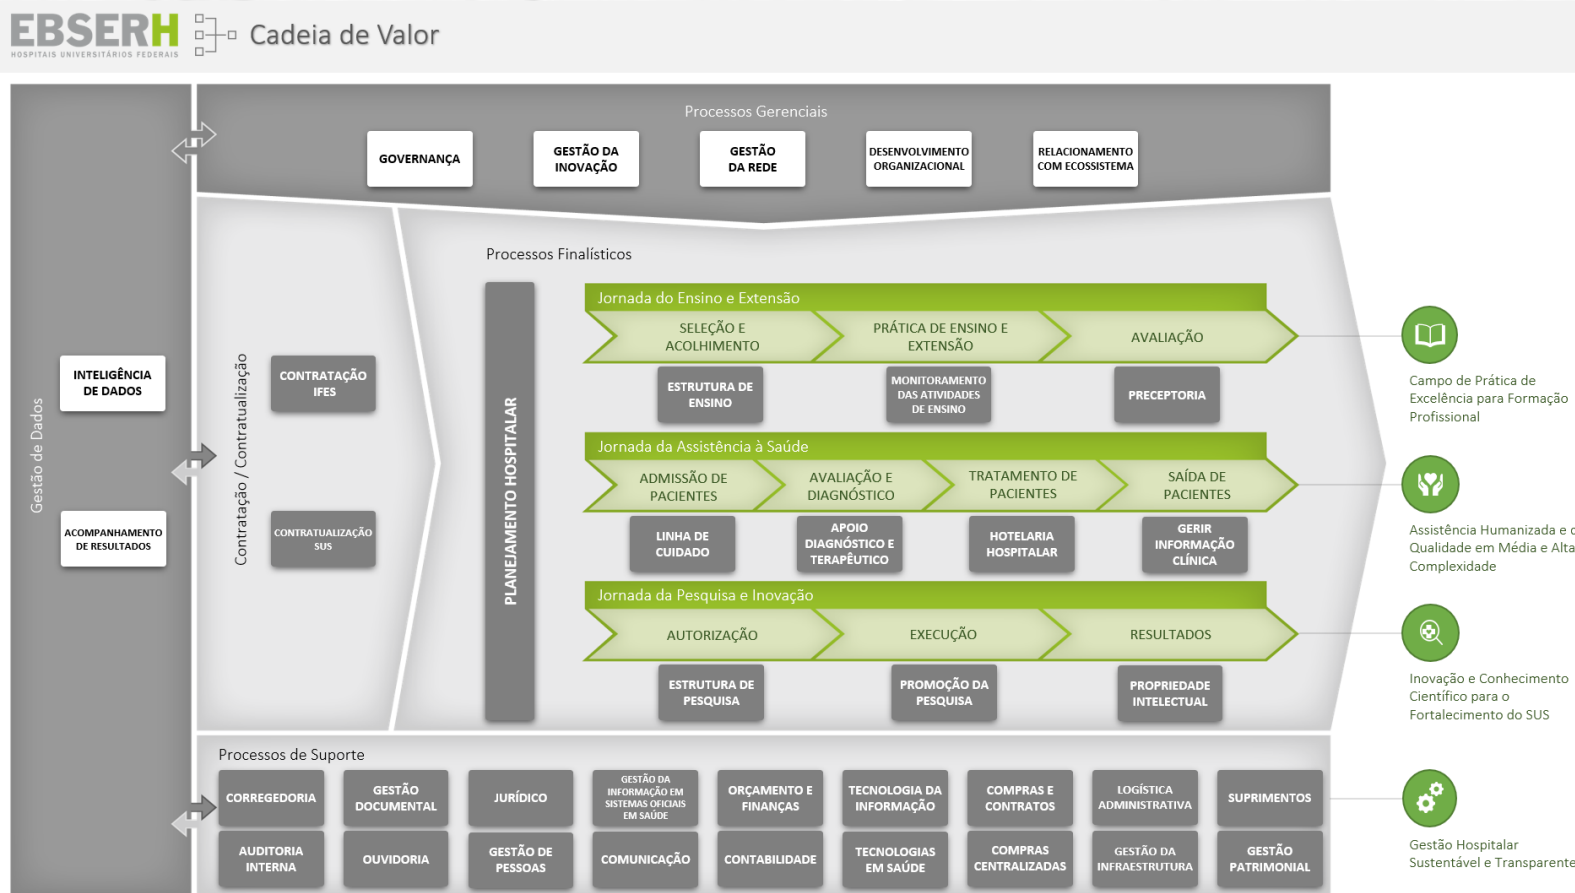 EBSERH
HOSPITAIS UNIVERSITÁRIOS FEDERAIS
Cadeia de Valor
Processos Gerenciais
GOVERNANÇA
GESTÃO DA
INOVAÇÃO
GESTÃO
DA REDE
DESENVOLVIMENTO
ORGANIZACIONAL
RELACIONAMENTO
COM ECOSSISTEMA
Gestão de Dados
INTELIGÊNCIA
DE DADOS
ACOMPANHAMENTO
DE RESULTADOS
Contratação / Contratualização
CONTRATAÇÃO
IFES
CONTRATUALIZAÇÃO
SUS
Processos Finalísticos
PLANEJAMENTO HOSPITALAR
Jornada do Ensino e Extensão
SELEÇÃO E
ACOLHIMENTO
PRÁTICA DE ENSINO E
EXTENSÃO
AVALIAÇÃO
ESTRUTURA DE
ENSINO
MONITORAMENTO
DAS ATIVIDADES
DE ENSINO
PRECEPTORIA
Jornada da Assistência à Saúde
ADMISSÃO DE
PACIENTES
AVALIAÇÃO E
DIAGNÓSTICO
TRATAMENTO DE
PACIENTES
SAÍDA DE
PACIENTES
LINHA DE
CUIDADO
APOIO
DIAGNÓSTICO E
TERAPÊUTICO
HOTELARIA
HOSPITALAR
GERIR
INFORMAÇÃO
CLÍNICA
Jornada da Pesquisa e Inovação
AUTORIZAÇÃO
EXECUÇÃO
RESULTADOS
ESTRUTURA DE
PESQUISA
PROMOÇÃO DA
PESQUISA
PROPRIEDADE
INTELECTUAL
Campo de Prática de
Excelência para Formação
Profissional
Assistência Humanizada e
Qualidade em Média e Alta
Complexidade
Inovação e Conhecimento
Científico para o
Fortalecimento do SUS
Processos de Suporte
CORREGEDORIA
GESTÃO
DOCUMENTAL
JURÍDICO
GESTÃO DA
INFORMAÇÃO EM
SISTEMAS OFICIAIS
EM SAÚDE
ORÇAMENTO E
FINANÇAS
TECNOLOGIA DA
INFORMAÇÃO
COMPRAS E
CONTRATOS
LOGÍSTICA
ADMINISTRATIVA
SUPRIMENTOS
AUDITORIA
INTERNA
OUVIDORIA
GESTÃO DE
PESSOAS
COMUNICAÇÃO
CONTABILIDADE
TECNOLOGIAS
EM SAÚDE
COMPRAS
CENTRALIZADAS
GESTÃO DA
INFRAESTRUTURA
GESTÃO
PATRIMONIAL
Gestão Hospitalar
Sustentável e Transparente